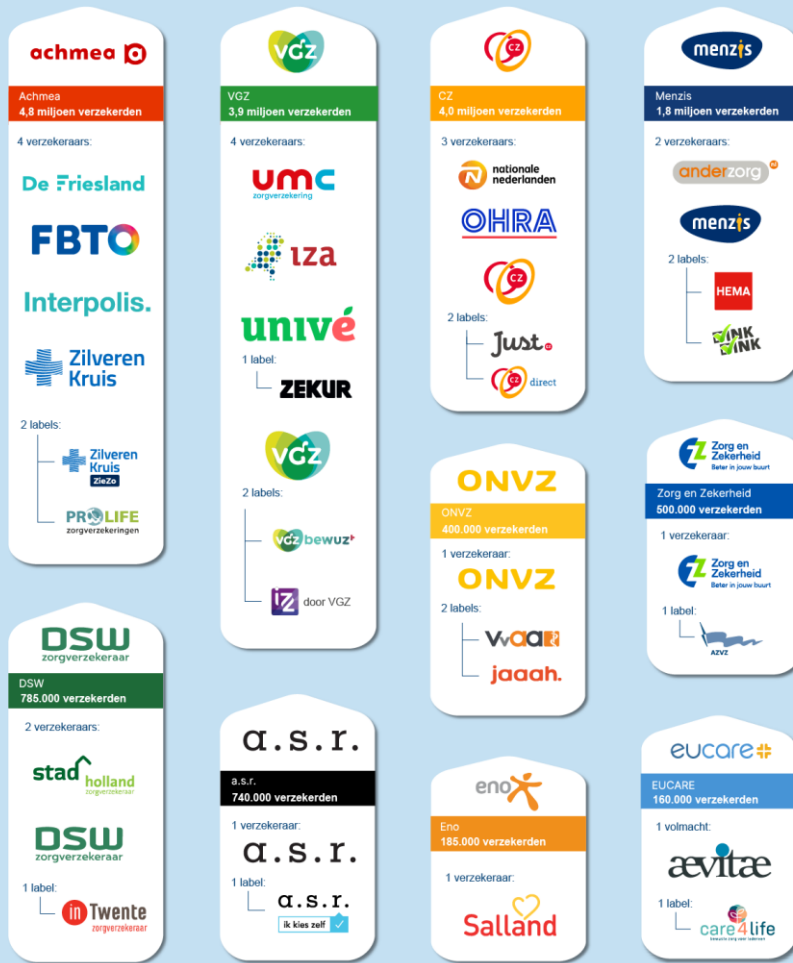 achmea
Achmea
4,8 miljoen verzekerden
4 verzekeraars:
De Friesland
FBTO
Interpolis.
Zilveren
Kruis
2 labels:
Zilveren
Kruis
ZieZo
PROLIFE
zorgverzekeringen
VGZ
VGZ
3,9 miljoen verzekerden
4 verzekeraars:
umc
zorgverzekering
iza
univé
1 label:
ZEKUR
VGZ
2 labels:
VGZ bewuzt
iZ door VGZ
CZ
CZ
4,0 miljoen verzekerden
3 verzekeraars:
nationale
nederlanden
OHRA
CZ
2 labels:
Just
CZ direct
menzis
Menzis
1,8 miljoen verzekerden
2 verzekeraars:
anderzorg
menzis
2 labels:
HEMA
VINK
VINK
DSW
zorgverzekeraar
DSW
785.000 verzekerden
2 verzekeraars:
stad
holland
zorgverzekeraar
DSW
zorgverzekeraar
1 label:
in Twente
zorgverzekeraar
a.s.r.
a.s.r.
740.000 verzekerden
1 verzekeraar:
a.s.r.
1 label:
a.s.r.
ik kies zelf
ONVZ
ONVZ
400.000 verzekerden
1 verzekeraar:
ONVZ
2 labels:
VvAA
jaaah.
eno
Eno
185.000 verzekerden
1 verzekeraar:
Salland
Zorg en
Zekerheid
Beter in jouw buurt
Zorg en Zekerheid
500.000 verzekerden
1 verzekeraar:
Zorg en
Zekerheid
Beter in jouw buurt
1 label:
AZVZ
eucare
EUCARE
160.000 verzekerden
1 volmacht:
ævitæ
1 label:
care4life